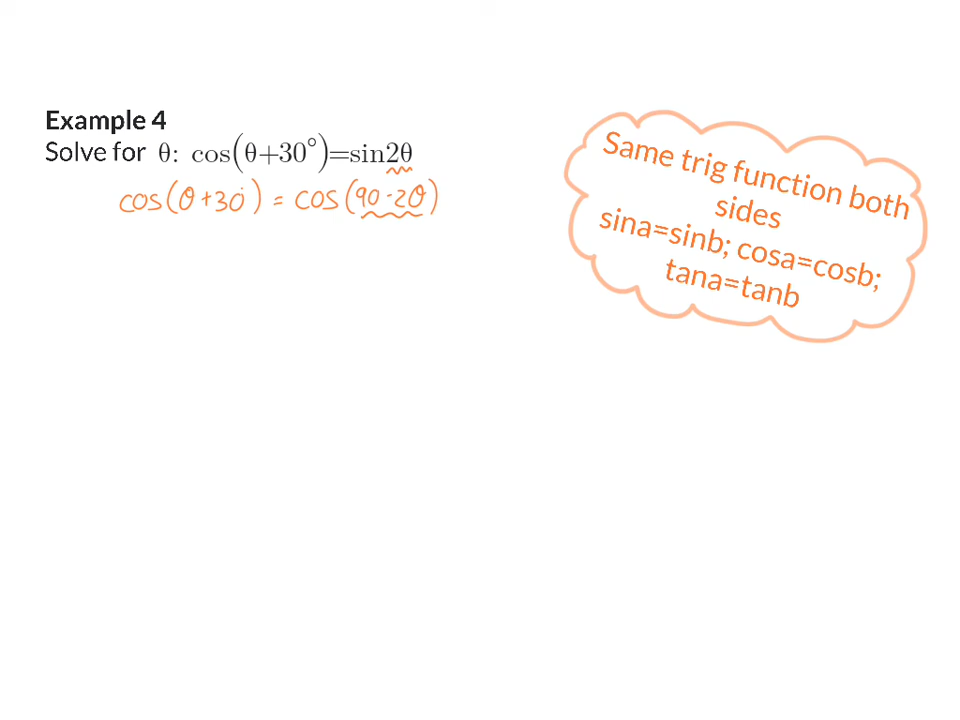 Example 4
Solve for θ: cos(θ+30°)=sin2θ
cos(θ+30°) = cos(90-2θ)
Same trig function both
sides
sina=sinb; cosa=cosb;
tana=tanb